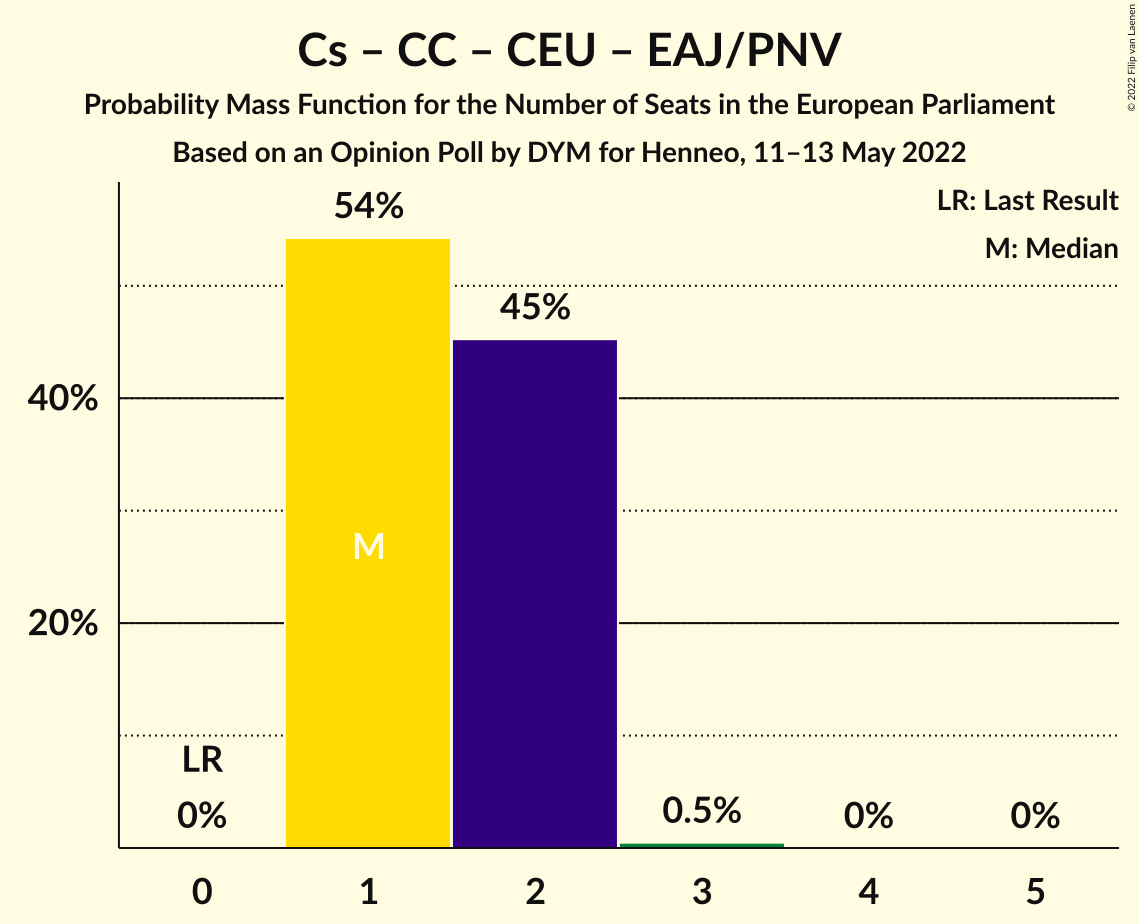 Cs – CC – CEU – EAJ/PNV
Probability Mass Function for the Number of Seats in the European Parliament
Based on an Opinion Poll by DYM for Henneo, 11–13 May 2022
© 2022 Filip van Laenen
LR: Last Result
M: Median
54%
45%
40%
M
20%
LR
0%
0.5%
0%
0%
0 1 2 3 4 5